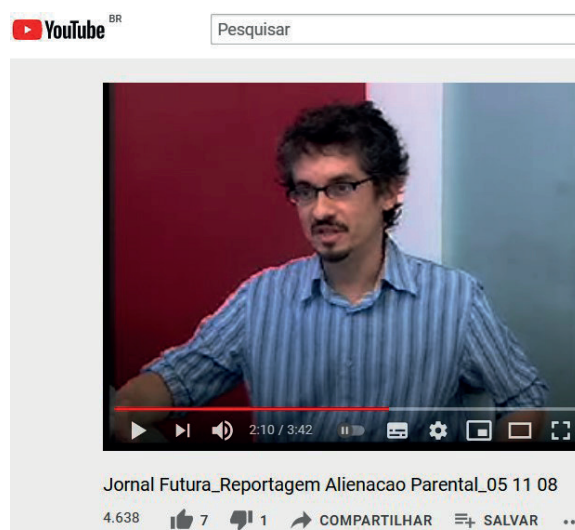 YouTube BR
Pesquisar
2:10 / 3:42
Jornal Futura_Reportagem Alienacao Parental_05 11 08
4.638 7 1 COMPARTILHAR SALVAR